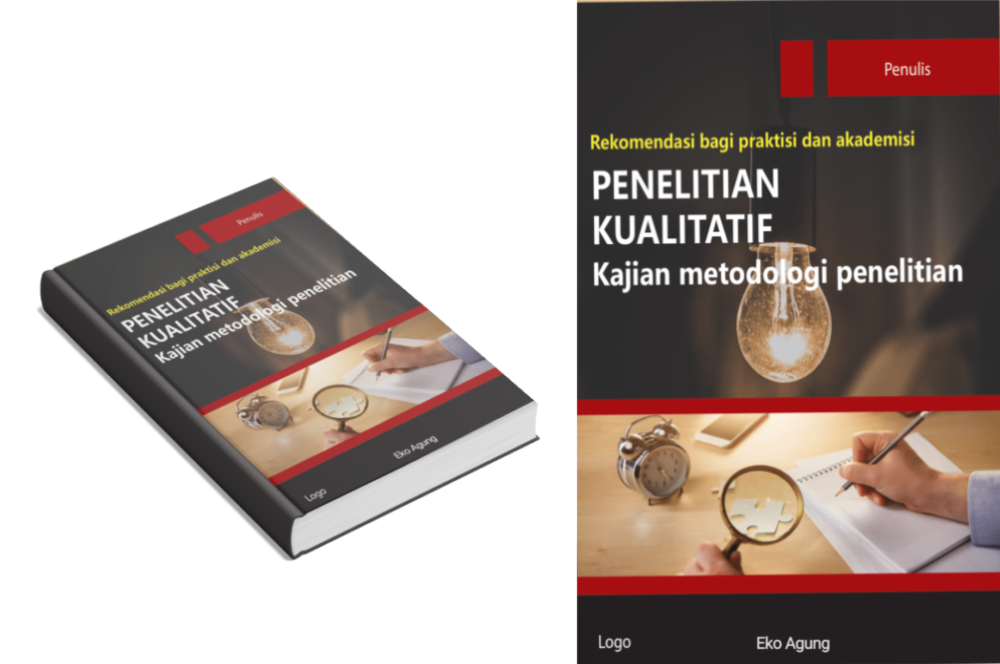 Penulis
Rekomendasi bagi praktisi dan akademisi
PENELITIAN
KUALITATIF
Kajian metodologi penelitian
Eko Agung
Logo
Penulis
Rekomendasi bagi praktisi dan akademisi
PENELITIAN
KUALITATIF
Kajian metodologi penelitian
Logo
Eko Agung